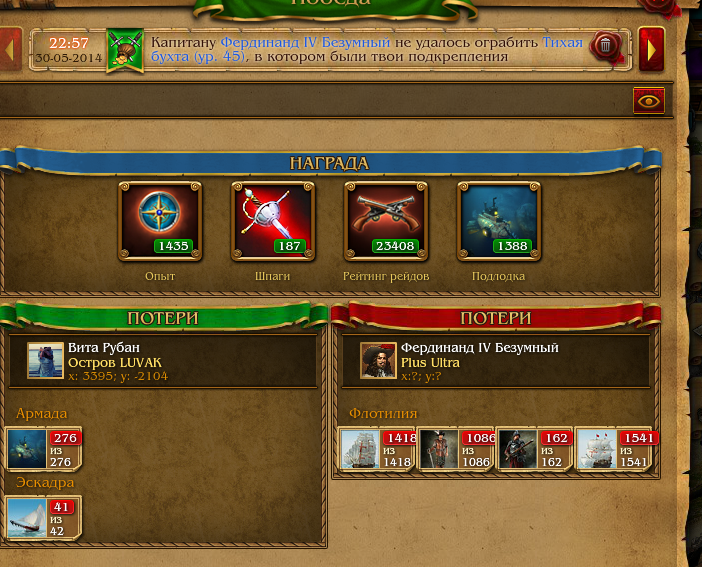 Победа
22:57
30-05-2014
Капитану Фердинанд IV Безумный не удалось ограбить Тихая
бухта (ур. 45), в котором были твои подкрепления
НАГРАДА
1435
187
23408
1388
Опыт
Шпаги
Рейтинг рейдов
Подлодка
ПОТЕРИ
Вита Рубан
Остров LUVAK
x: 3395; y: -2104
Армада
276
из
276
Эскадра
41
из
42
ПОТЕРИ
Фердинанд IV Безумный
Plus Ultra
x:?; y:?
Флотилия
1418
из
1418
1086
из
1086
162
из
162
1541
из
1541